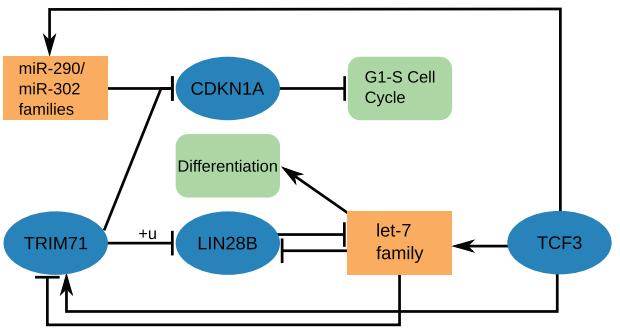 miR-290/
miR-302
families
CDKN1A
G1-S Cell
Cycle
Differentiation
TRIM71
+u
LIN28B
let-7
family
TCF3